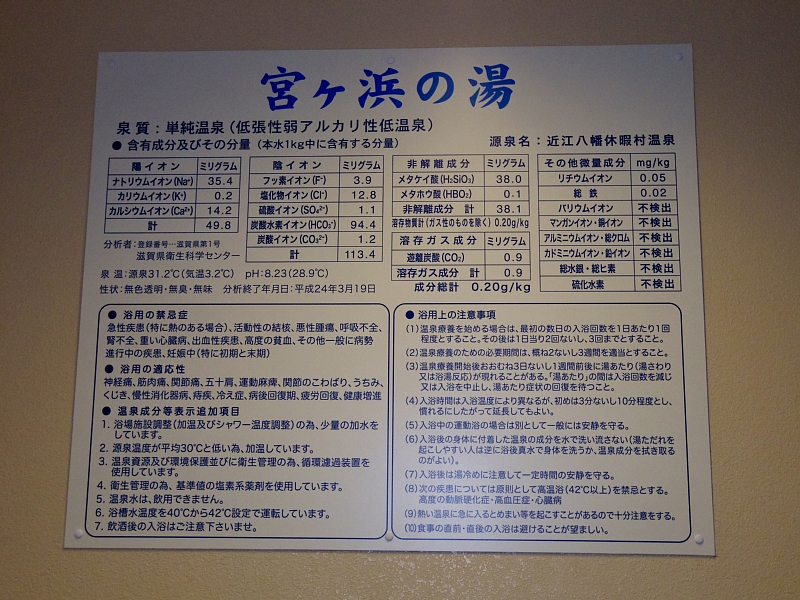 宮ヶ浜の湯
泉 質 : 単純温泉（低張性弱アルカリ性低温泉）
● 含有成分及びその分量（本水1kg中に含有する分量）
源泉名 : 近江八幡休暇村温泉
陽イオン ミリグラム
ナトリウムイオン(Na⁺) 35.4
カリウムイオン(K⁺) 0.2
カルシウムイオン(Ca²⁺) 14.2
計 49.8
分析者：登録番号…滋賀県第1号
滋賀県衛生科学センター
陰イオン ミリグラム
フッ素イオン(F⁻) 3.9
塩化物イオン(Cl⁻) 12.8
硫酸イオン(SO₄²⁻) 1.1
炭酸水素イオン(HCO₃⁻) 94.4
炭酸イオン(CO₃²⁻) 1.2
計 113.4
非解離成分 ミリグラム
メタケイ酸(H₂SiO₃) 38.0
メタホウ酸(HBO₂) 0.1
非解離成分 計 38.1
溶存物質計(ガス性のものを除く) 0.20g/kg
溶存ガス成分 ミリグラム
遊離炭酸(CO₂) 0.9
溶存ガス成分 計 0.9
成分総計 0.20g/kg
その他微量成分 mg/kg
リチウムイオン 0.05
総 鉄 0.02
バリウムイオン 不検出
マンガンイオン・銅イオン 不検出
アルミニウムイオン・総クロム 不検出
カドミウムイオン・鉛イオン 不検出
総水銀・総ヒ素 不検出
硫化水素 不検出
泉 温：源泉31.2℃(気温3.2℃) pH：8.23(28.9℃)
性状：無色透明・無臭・無味 分析終了年月日：平成24年3月19日
● 浴用の禁忌症
急性疾患(特に熱のある場合)、活動性の結核、悪性腫瘍、呼吸不全、
腎不全、重い心臓病、出血性疾患、高度の貧血、その他一般に病勢
進行中の疾患、妊娠中(特に初期と末期)
● 浴用の適応性
神経痛、筋肉痛、関節痛、五十肩、運動麻痺、関節のこわばり、うちみ、
くじき、慢性消化器病、痔疾、冷え症、病後回復期、疲労回復、健康増進
● 温泉成分等表示追加項目
1. 浴場施設調整(加温及びシャワー温度調整)の為、少量の加水を
しています。
2. 源泉温度が平均30℃と低い為、加温しています。
3. 温泉資源及び環境保護並びに衛生管理の為、循環濾過装置を
使用しています。
4. 衛生管理の為、基準値の塩素系薬剤を使用しています。
5. 温泉水は、飲用できません。
6. 浴槽水温度を40℃から42℃設定で運転しています。
7. 飲酒後の入浴はご注意下さいませ。
● 浴用上の注意事項
(1) 温泉療養を始める場合は、最初の数日の入浴回数を1日あたり1回
程度とすること。その後は1日当り2回ないし、3回までとすること。
(2) 温泉療養のための必要期間は、概ね2ないし3週間を適当とすること。
(3) 温泉療養開始後おおむね3日ないし1週間前後に湯あたり(湯さわり
又は浴湯反応)が現れることがある。「湯あたり」の間は入浴回数を減じ
又は入浴を中止し、湯あたり症状の回復を待つこと。
(4) 入浴時間は入浴温度により異なるが、初めは3分ないし10分程度とし、
慣れるにしたがって延長してもよい。
(5) 入浴中の運動浴の場合は別として一般には安静を守る。
(6) 入浴後の身体に付着した温泉の成分を水で洗い流さない(湯ただれを
起こしやすい人は逆に浴後真水で身体を洗うか、温泉成分を拭き取る
のがよい)。
(7) 入浴後は湯冷めに注意して一定時間の安静を守る。
(8) 次の疾患については原則として高温浴(42℃以上)を禁忌とする。
高度の動脈硬化症・高血圧症・心臓病
(9) 熱い温泉に急に入るとめまい等を起こすことがあるので十分注意をする。
(10) 食事の直前・直後の入浴は避けることが望ましい。